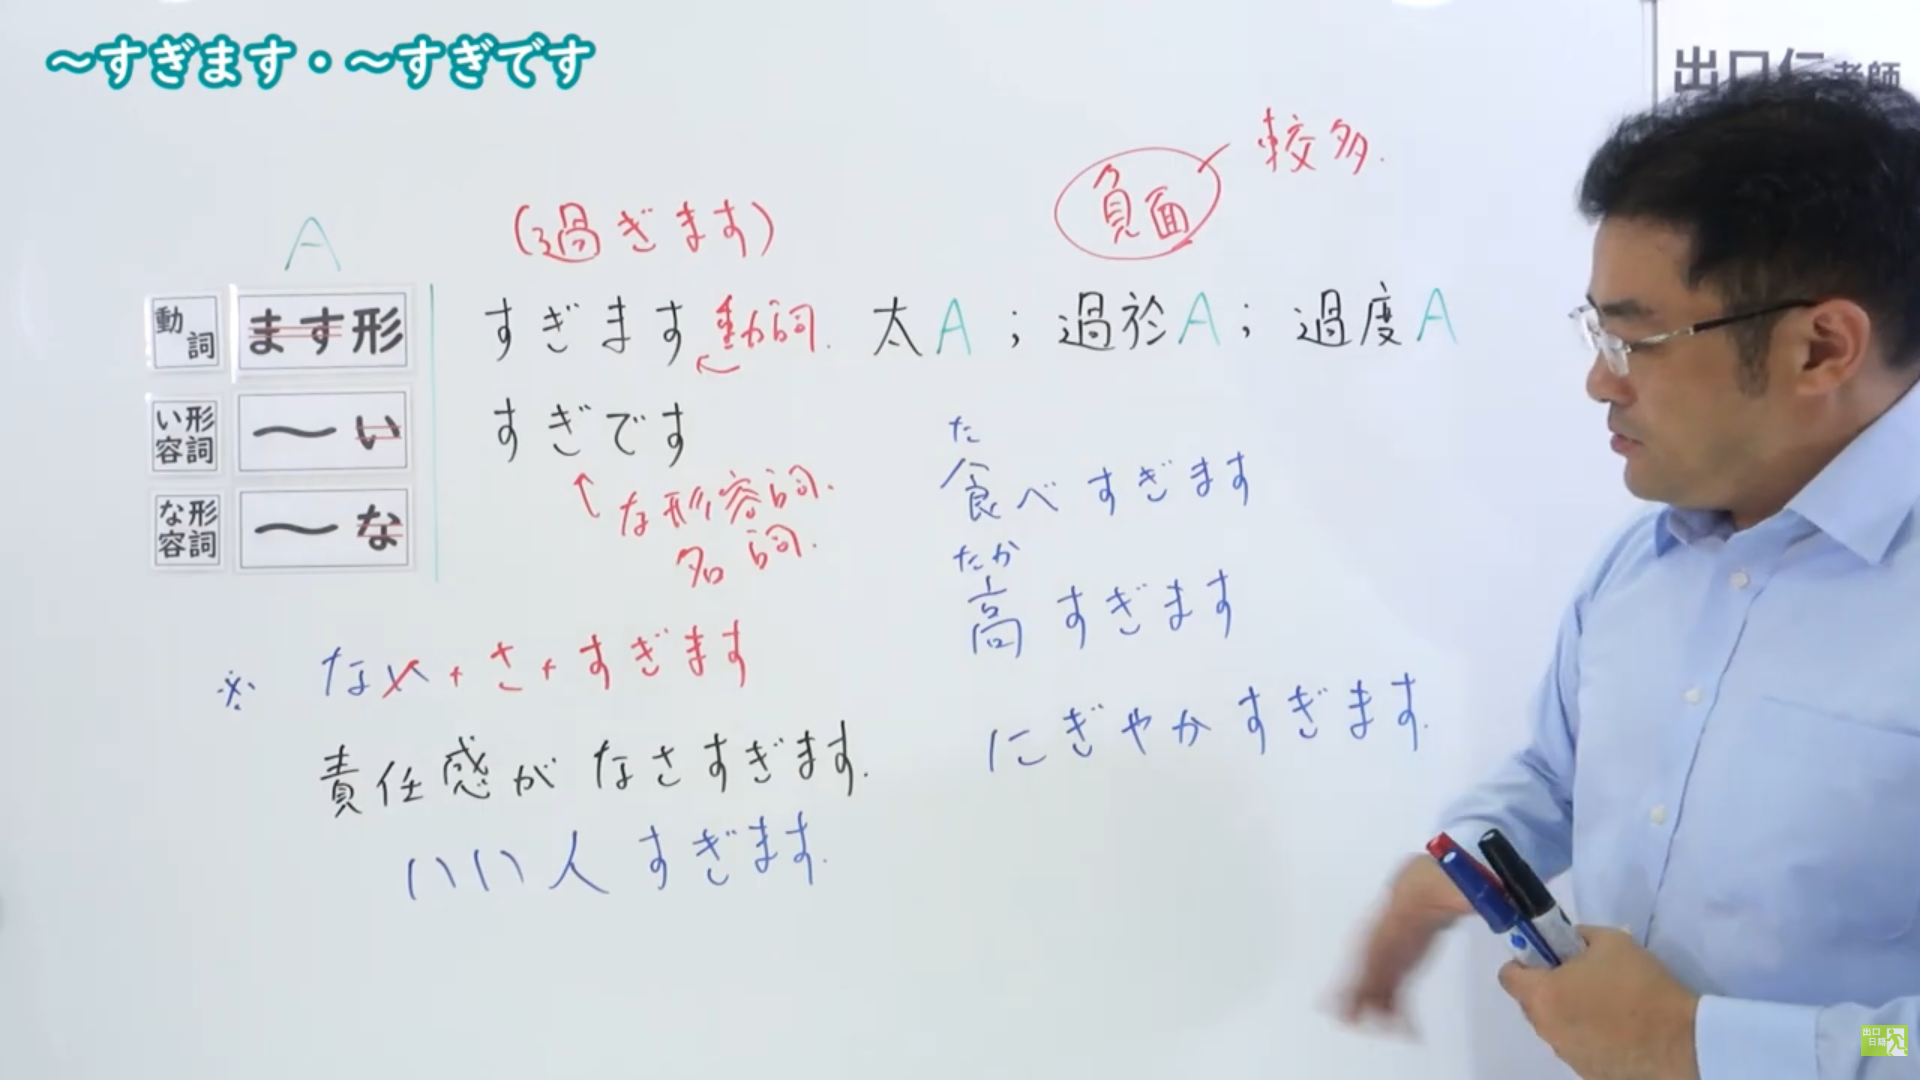 ～すぎます・～すぎです
出口仁 老師
較多.
負面
A
(過ぎます)
動詞 ます形 すぎます 動詞. 太A；過於A；過度A
い形容詞 ～い すぎです
な形容詞 ～な
な形容詞.
名詞.
た
食べすぎます
たか
高すぎます
にぎやかすぎます.
※ ない + さ + すぎます
責任感がなさすぎます.
いい人すぎます.
出口日語